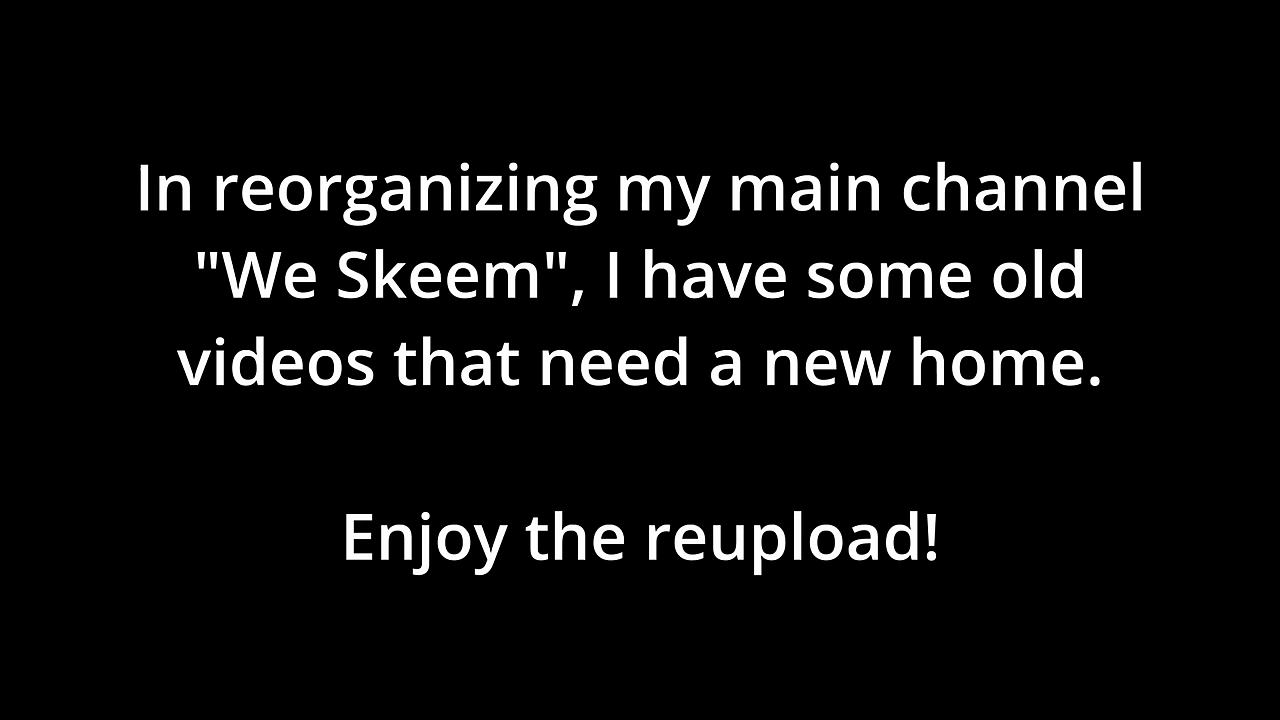 In reorganizing my main channel
"We Skeem", I have some old
videos that need a new home.
Enjoy the reupload!